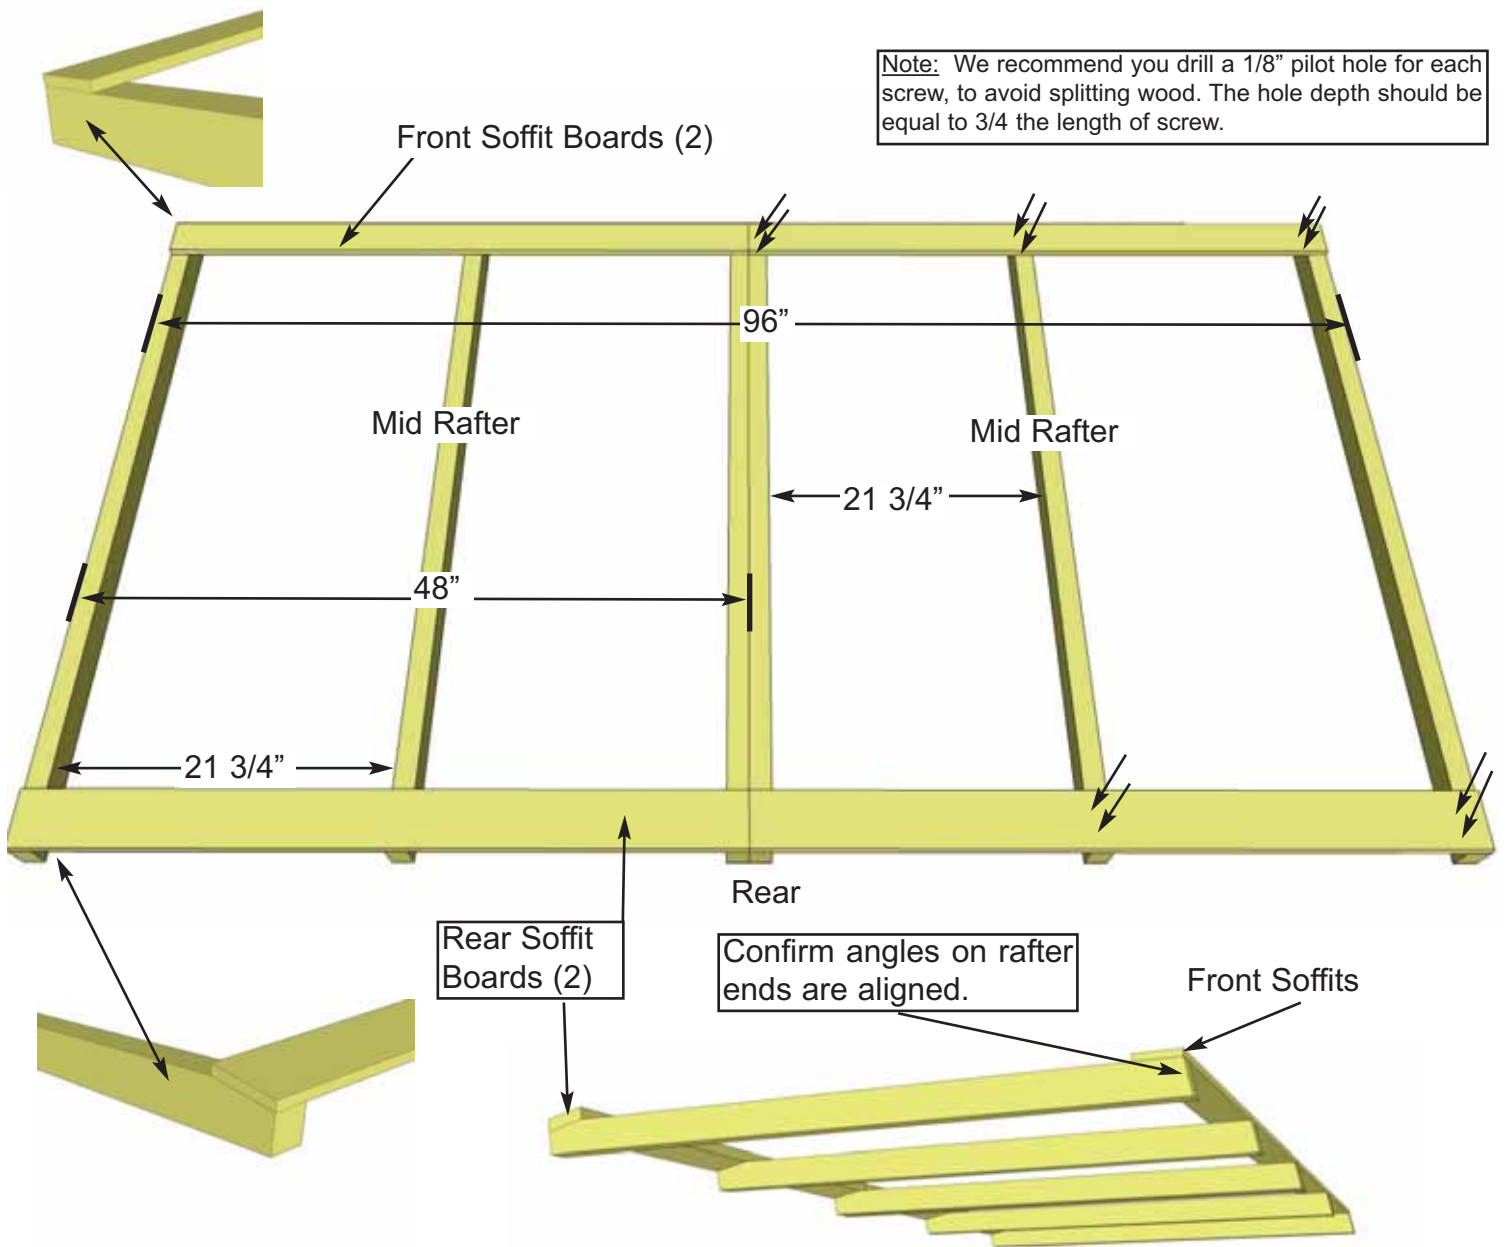 Note: We recommend you drill a 1/8” pilot hole for each
screw, to avoid splitting wood. The hole depth should be
equal to 3/4 the length of screw.
Front Soffit Boards (2)
96”
Mid Rafter
Mid Rafter
21 3/4”
48”
21 3/4”
Rear
Rear Soffit
Boards (2)
Confirm angles on rafter
ends are aligned.
Front Soffits